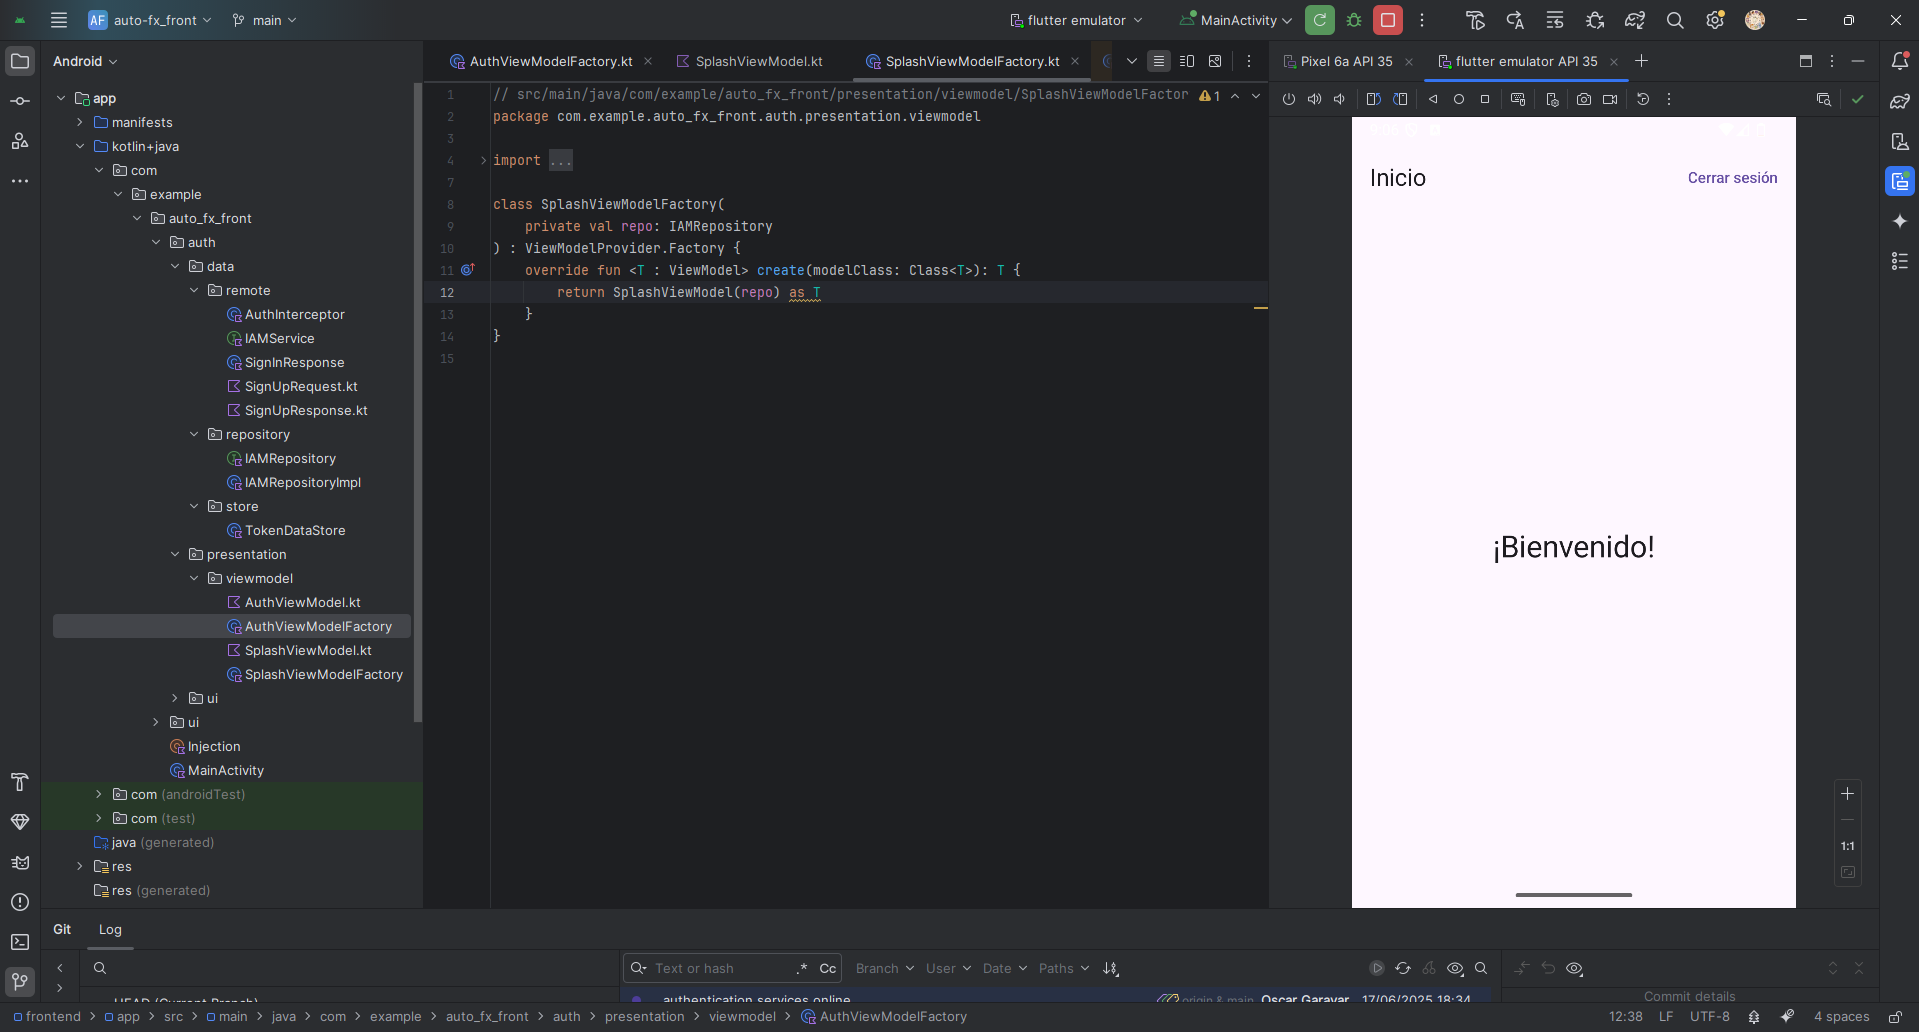 AF auto-fx_front main flutter emulator MainActivity
Android
AuthViewModelFactory.kt SplashViewModel.kt SplashViewModelFactory.kt Pixel 6a API 35 flutter emulator API 35
app
manifests
kotlin+java
com
example
auto_fx_front
auth
data
remote
AuthInterceptor
IAMService
SignInResponse
SignUpRequest.kt
SignUpResponse.kt
repository
IAMRepository
IAMRepositoryImpl
store
TokenDataStore
presentation
viewmodel
AuthViewModel.kt
AuthViewModelFactory
SplashViewModel.kt
SplashViewModelFactory
ui
ui
Injection
MainActivity
com (androidTest)
com (test)
java (generated)
res
res (generated)
1 // src/main/java/com/example/auto_fx_front/presentation/viewmodel/SplashViewModelFactor 1
2 package com.example.auto_fx_front.auth.presentation.viewmodel
3
4 import ...
7
8 class SplashViewModelFactory(
9 private val repo: IAMRepository
10 ) : ViewModelProvider.Factory {
11 override fun <T : ViewModel> create(modelClass: Class<T>): T {
12 return SplashViewModel(repo) as T
13 }
14 }
15
Inicio Cerrar sesión
¡Bienvenido!
1:1
Git Log
Text or hash .* Cc Branch User Date Paths
HEAD (Current Branch) authentication services online origin & main Oscar Garavar 17/06/2025 18:34 Commit details
frontend app src main java com example auto_fx_front auth presentation viewmodel AuthViewModelFactory 12:38 LF UTF-8 4 spaces